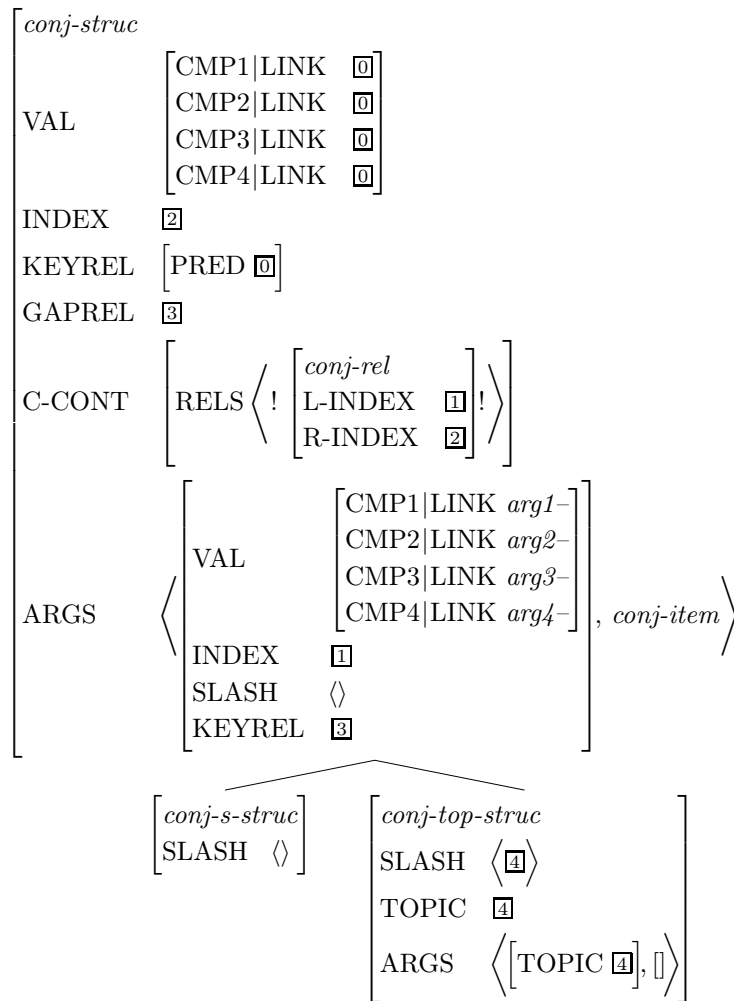 conj-struc
CMP1|LINK 0
CMP2|LINK 0
VAL
CMP3|LINK 0
CMP4|LINK 0
INDEX 2
KEYREL [PRED 0]
GAPREL 3
conj-rel
C-CONT [RELS ⟨! L-INDEX 1 !⟩]
R-INDEX 2
CMP1|LINK arg1–
CMP2|LINK arg2–
VAL
CMP3|LINK arg3–
CMP4|LINK arg4–
ARGS ⟨ , conj-item⟩
INDEX 1
SLASH ⟨⟩
KEYREL 3
conj-s-struc
SLASH ⟨⟩
conj-top-struc
SLASH ⟨4⟩
TOPIC 4
ARGS ⟨[TOPIC 4], []⟩